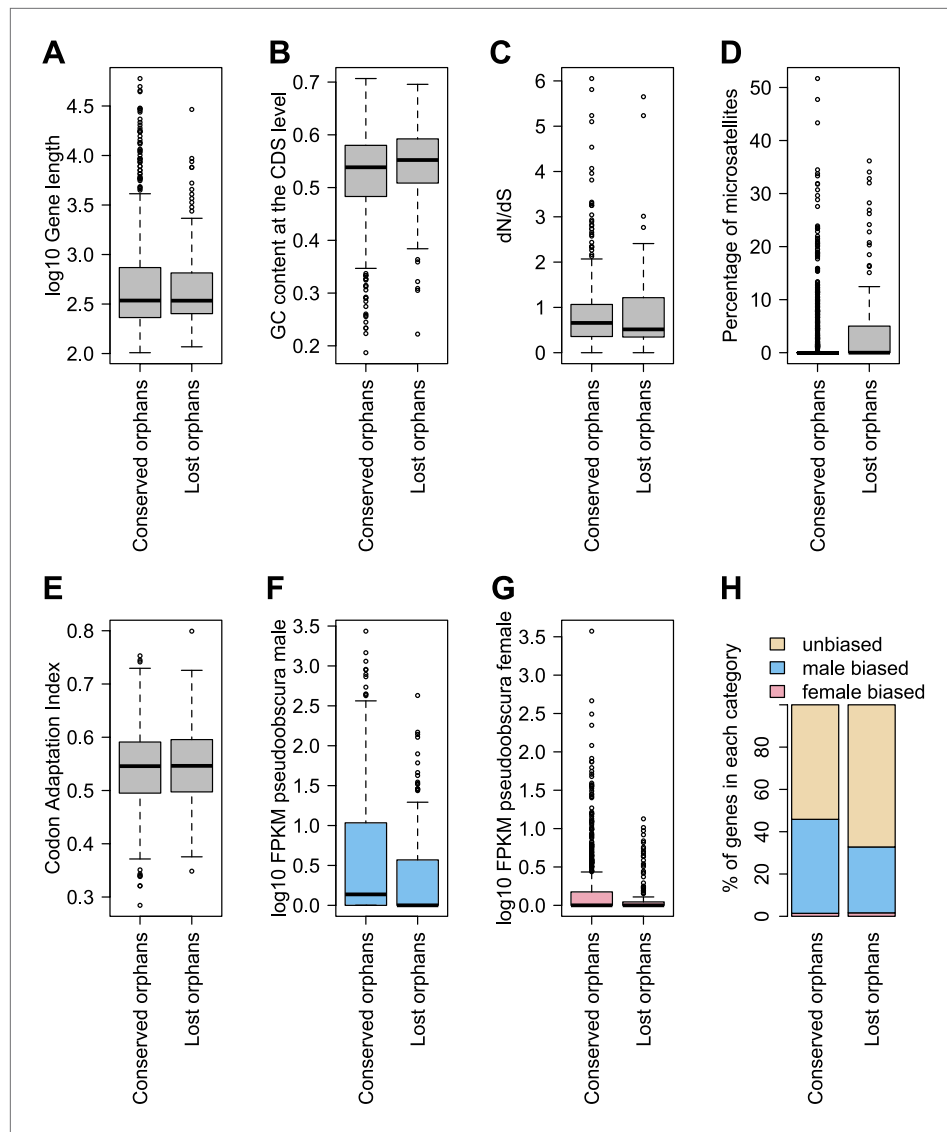 A
log10 Gene length
4.5
4.0
3.5
3.0
2.5
2.0
Conserved orphans
Lost orphans
B
GC content at the CDS level
0.7
0.6
0.5
0.4
0.3
0.2
Conserved orphans
Lost orphans
C
dN/dS
6
5
4
3
2
1
0
Conserved orphans
Lost orphans
D
Percentage of microsatellites
50
40
30
20
10
0
Conserved orphans
Lost orphans
E
Codon Adaptation Index
0.8
0.7
0.6
0.5
0.4
0.3
Conserved orphans
Lost orphans
F
log10 FPKM pseudoobscura male
3.5
3.0
2.5
2.0
1.5
1.0
0.5
0.0
Conserved orphans
Lost orphans
G
log10 FPKM pseudoobscura female
3.5
3.0
2.5
2.0
1.5
1.0
0.5
0.0
Conserved orphans
Lost orphans
H
unbiased
male biased
female biased
% of genes in each category
80
60
40
20
0
Conserved orphans
Lost orphans